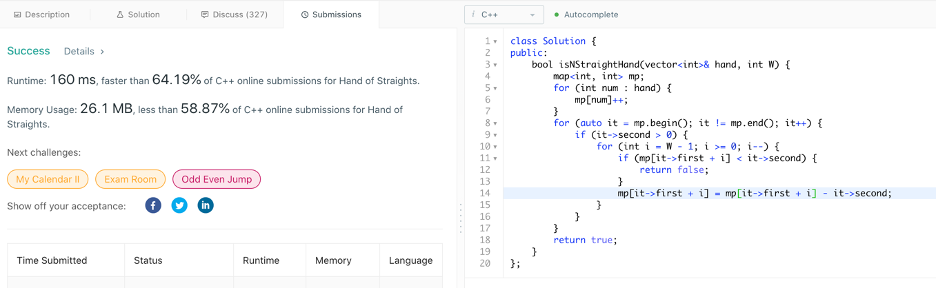 Description
Solution
Discuss (327)
Submissions
Success Details >
Runtime: 160 ms, faster than 64.19% of C++ online submissions for Hand of Straights.
Memory Usage: 26.1 MB, less than 58.87% of C++ online submissions for Hand of
Straights.
Next challenges:
My Calendar II Exam Room Odd Even Jump
Show off your acceptance:
Time Submitted Status Runtime Memory Language
i C++ Autocomplete
1 class Solution {
2 public:
3     bool isNStraightHand(vector<int>& hand, int W) {
4         map<int, int> mp;
5         for (int num : hand) {
6             mp[num]++;
7         }
8         for (auto it = mp.begin(); it != mp.end(); it++) {
9             if (it->second > 0) {
10                 for (int i = W - 1; i >= 0; i--) {
11                     if (mp[it->first + i] < it->second) {
12                         return false;
13                     }
14                     mp[it->first + i] = mp[it->first + i] - it->second;
15                 }
16             }
17         }
18         return true;
19     }
20 };